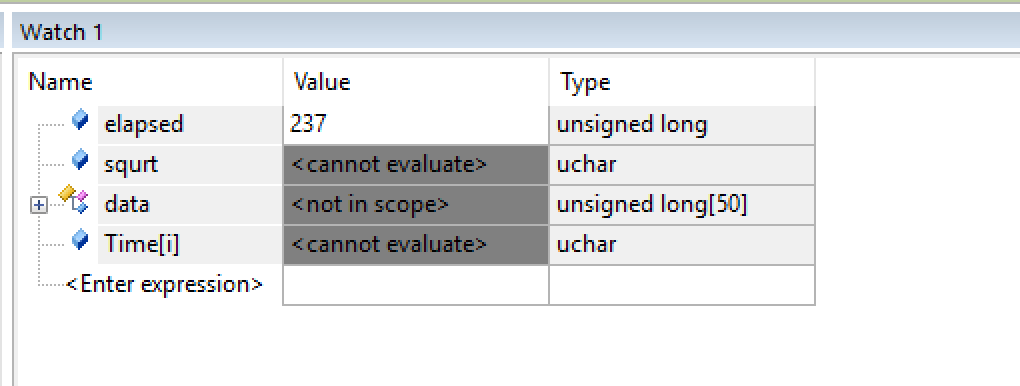 Watch 1
Name Value Type
elapsed 237 unsigned long
squrt <cannot evaluate> uchar
data <not in scope> unsigned long[50]
Time[i] <cannot evaluate> uchar
<Enter expression>